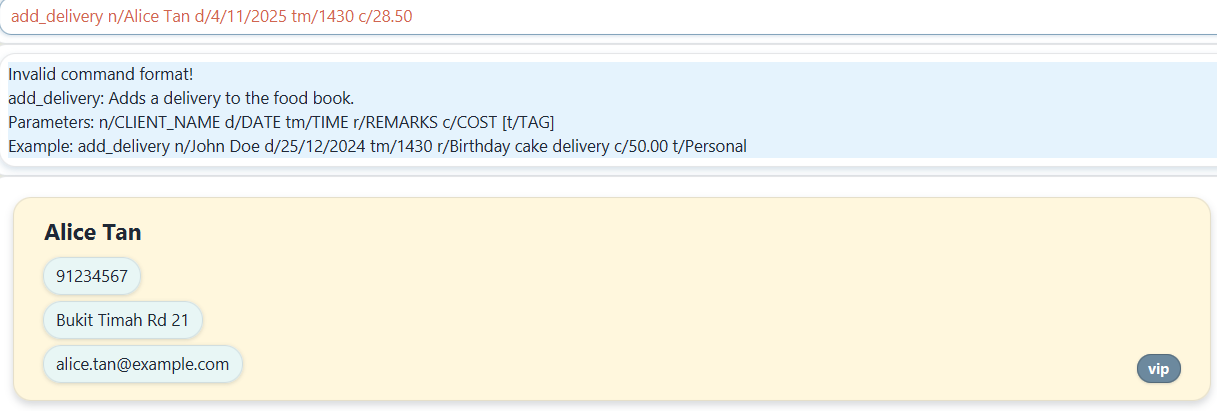 add_delivery n/Alice Tan d/4/11/2025 tm/1430 c/28.50
Invalid command format!
add_delivery: Adds a delivery to the food book.
Parameters: n/CLIENT_NAME d/DATE tm/TIME r/REMARKS c/COST [t/TAG]
Example: add_delivery n/John Doe d/25/12/2024 tm/1430 r/Birthday cake delivery c/50.00 t/Personal
Alice Tan
91234567
Bukit Timah Rd 21
alice.tan@example.com
vip